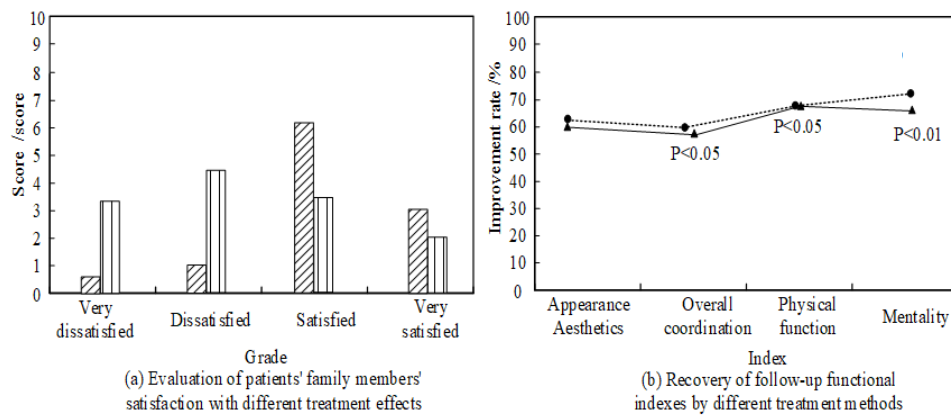 10
9
8
7
6
5
4
3
2
1
0
Score /score
Very
dissatisfied
Dissatisfied
Satisfied
Very
satisfied
Grade
(a) Evaluation of patients' family members'
satisfaction with different treatment effects
100
90
80
70
60
50
40
30
20
10
0
Improvement rate /%
P<0.05
P<0.05
P<0.01
Appearance
Aesthetics
Overall
coordination
Physical
function
Mentality
Index
(b) Recovery of follow-up functional
indexes by different treatment methods